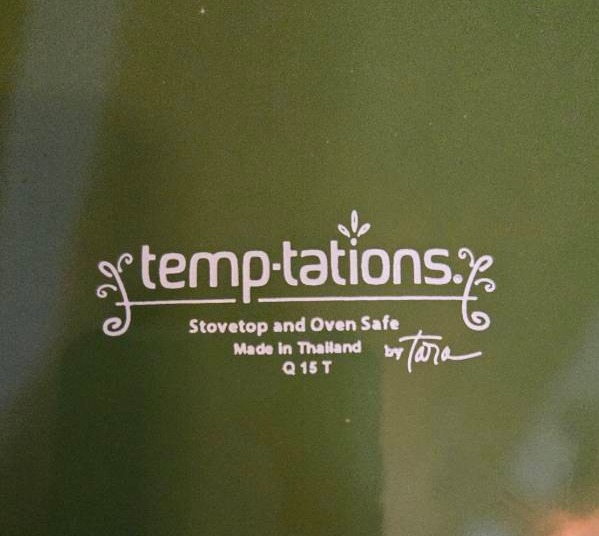 temp-tations.
Stovetop and Oven Safe
Made in Thailand
by Tara
Q 15 T